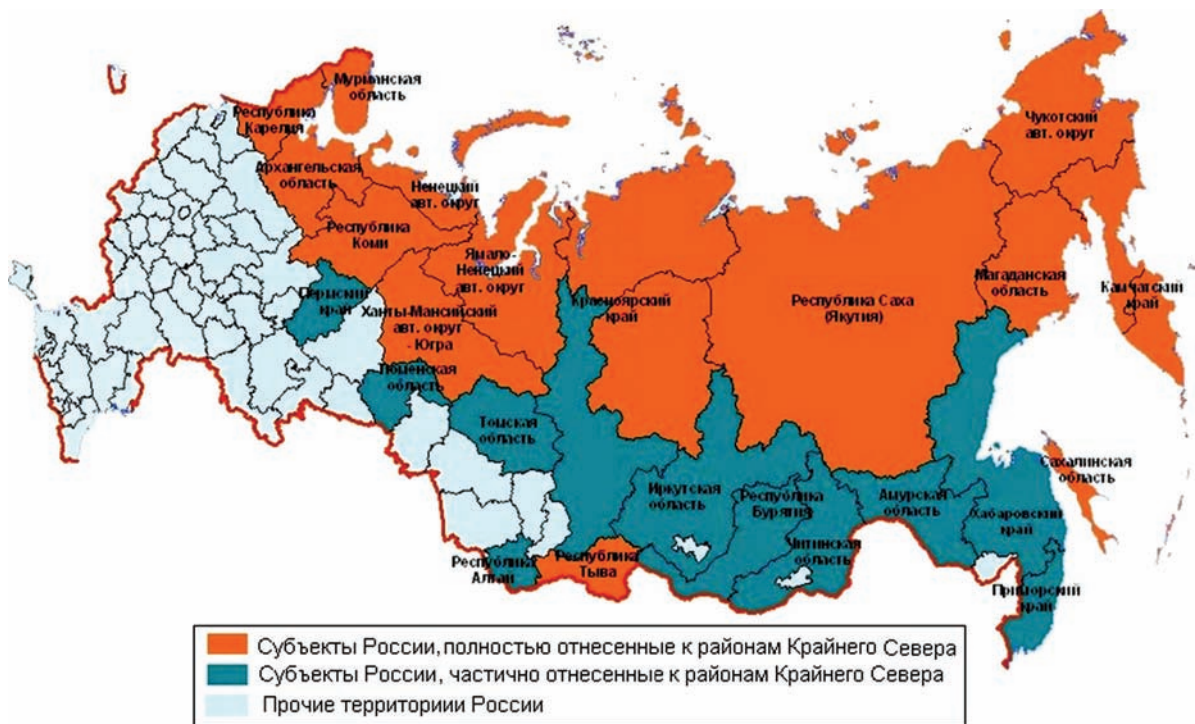 Мурманская
область
Республика
Карелия
Чукотский
авт. округ
Архангельская
область
Ненецкий
авт. округ
Республика
Коми
Ямало-
Ненецкий
авт. округ
Магаданская
область
Камчатский
край
Пермский
край
Красноярский
край
Республика Саха
(Якутия)
Ханты-Мансийский
авт. округ
- Югра
Тюменская
область
Томская
область
Сахалинская
область
Иркутская
область
Республика
Бурятия
Амурская
область
Хабаровский
край
Читинская
область
Республика
Алтай
Республика
Тыва
Приморский
край
Субъекты России, полностью отнесенные к районам Крайнего Севера
Субъекты России, частично отнесенные к районам Крайнего Севера
Прочие территориии России